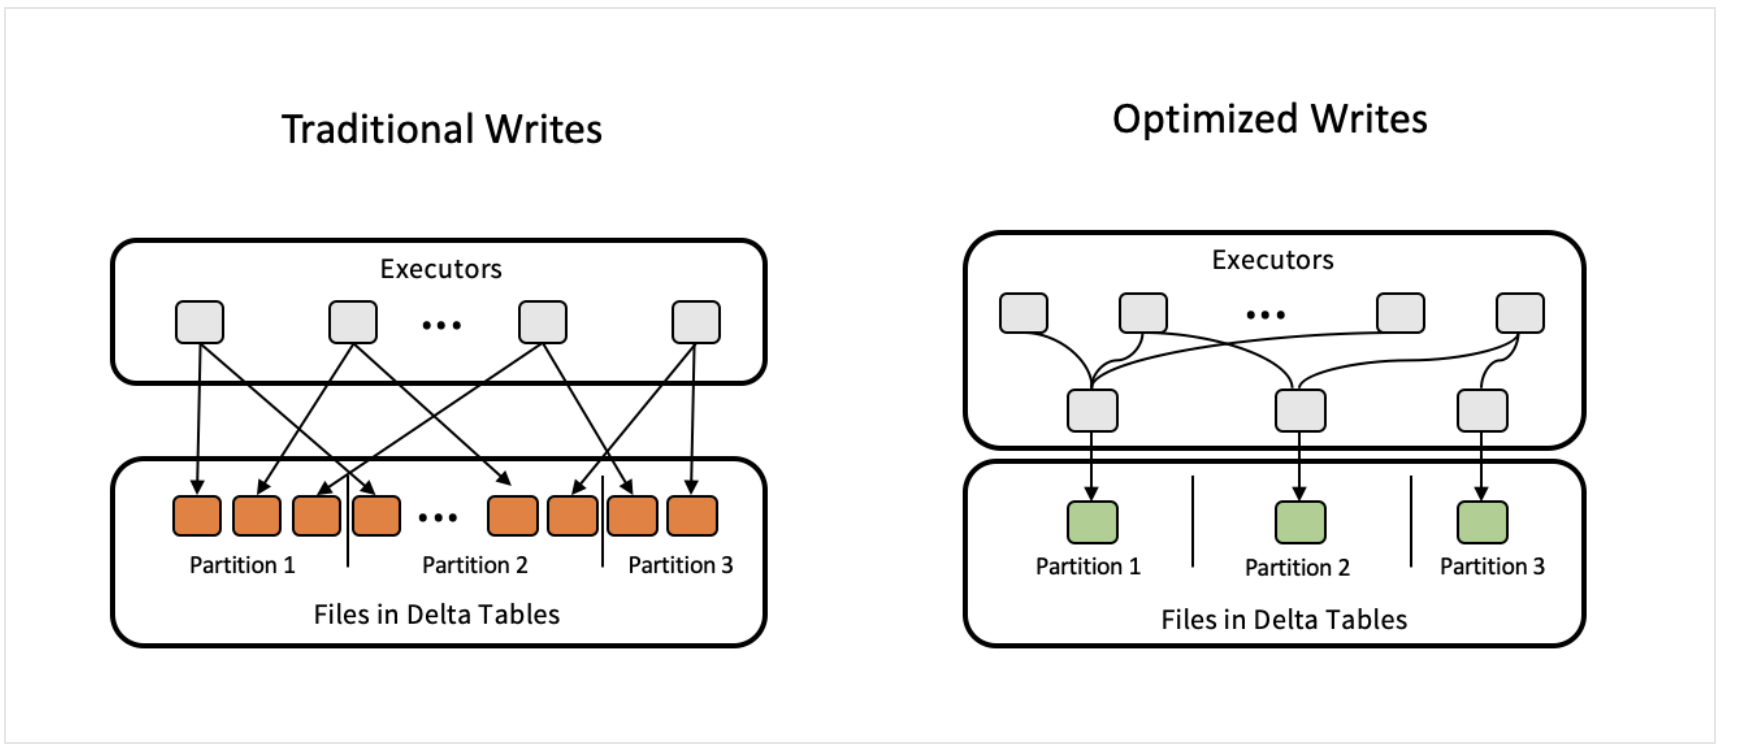 Traditional Writes
Executors
...
...
Partition 1
Partition 2
Partition 3
Files in Delta Tables
Optimized Writes
Executors
...
Partition 1
Partition 2
Partition 3
Files in Delta Tables